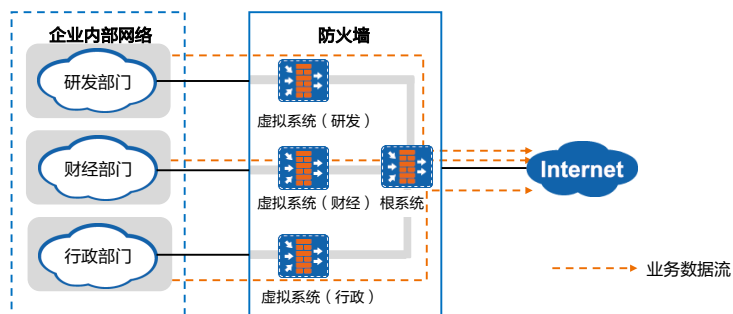 企业内部网络
防火墙
研发部门
虚拟系统（研发）
财经部门
Internet
虚拟系统（财经）
根系统
行政部门
业务数据流
虚拟系统（行政）